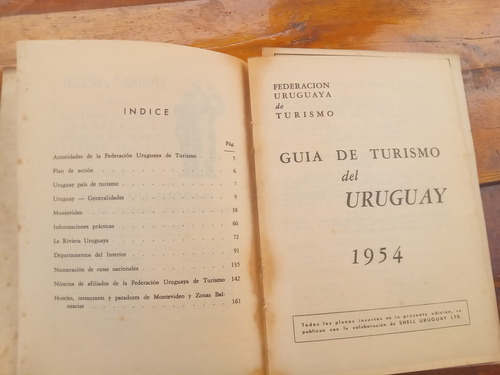 INDICE
Pág.
Autoridades de la Federación Uruguaya de Turismo . . . 5
Plan de acción . . . 6
Uruguay país de turismo . . . 7
Uruguay — Generalidades . . . 9
Montevideo . . . 38
Informaciones prácticas . . . 60
La Riviera Uruguaya . . . 72
Departamentos del Interior . . . 91
Numeración de rutas nacionales . . . 135
Nómina de afiliados de la Federación Uruguaya de Turismo 142
Hoteles, restaurant y paradores de Montevideo y Zonas Bal-
nearias . . . 161
FEDERACION
URUGUAYA
de
TURISMO
GUIA DE TURISMO
del
URUGUAY
1954
Todos los planos insertos en la presente edición, se
publican con la colaboración de SHELL URUGUAY LTD.